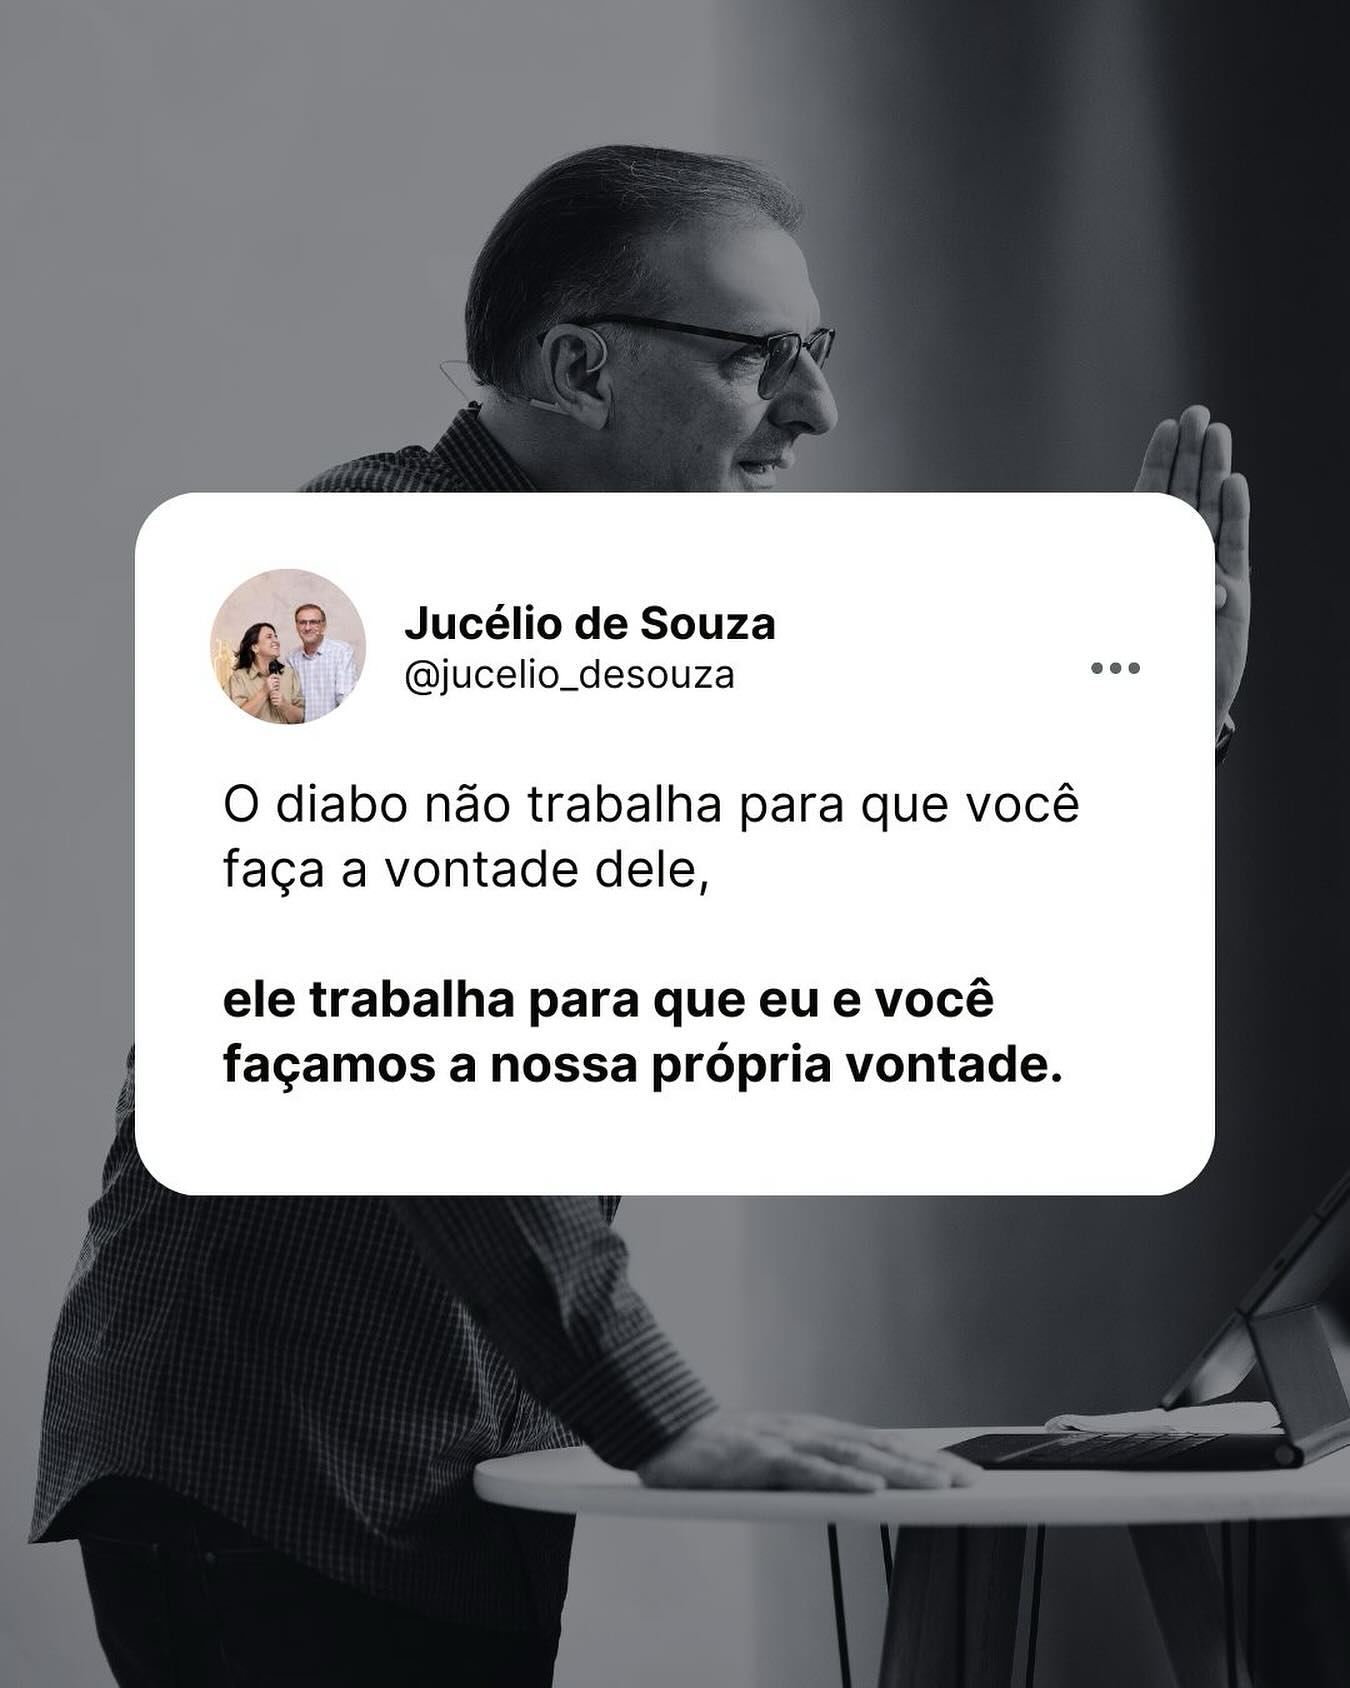 Jucélio de Souza
@jucelio_desouza
O diabo não trabalha para que você
faça a vontade dele,
ele trabalha para que eu e você
façamos a nossa própria vontade.